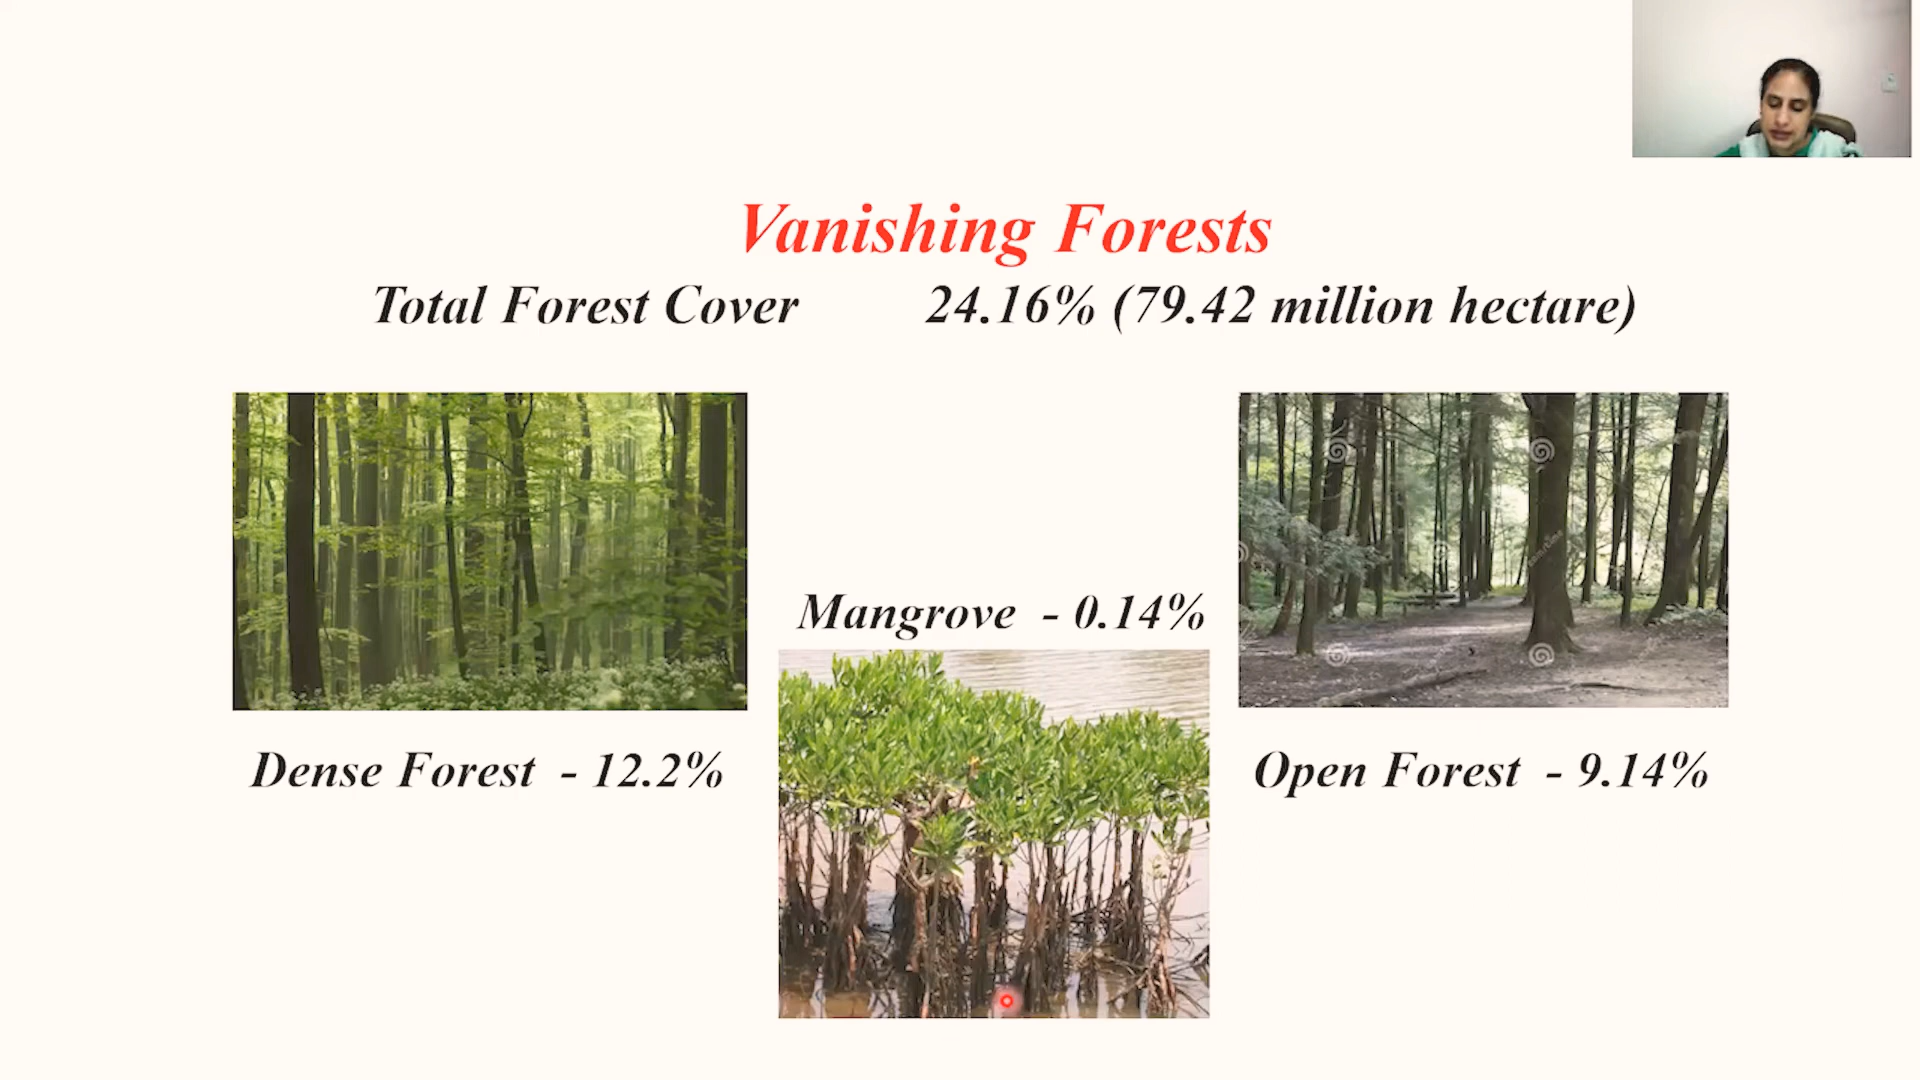 Vanishing Forests
Total Forest Cover 24.16% (79.42 million hectare)
Mangrove - 0.14%
Dense Forest - 12.2%
Open Forest - 9.14%